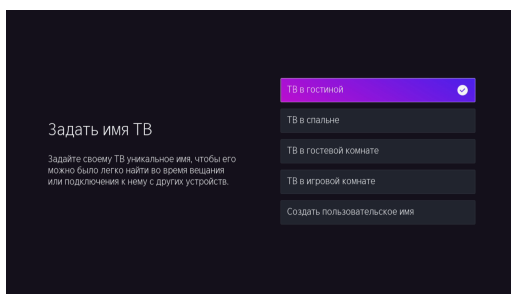 Задать имя ТВ
Задайте своему ТВ уникальное имя, чтобы его
можно было легко найти во время вещания
или подключения к нему с других устройств.
ТВ в гостиной
ТВ в спальне
ТВ в гостевой комнате
ТВ в игровой комнате
Создать пользовательское имя